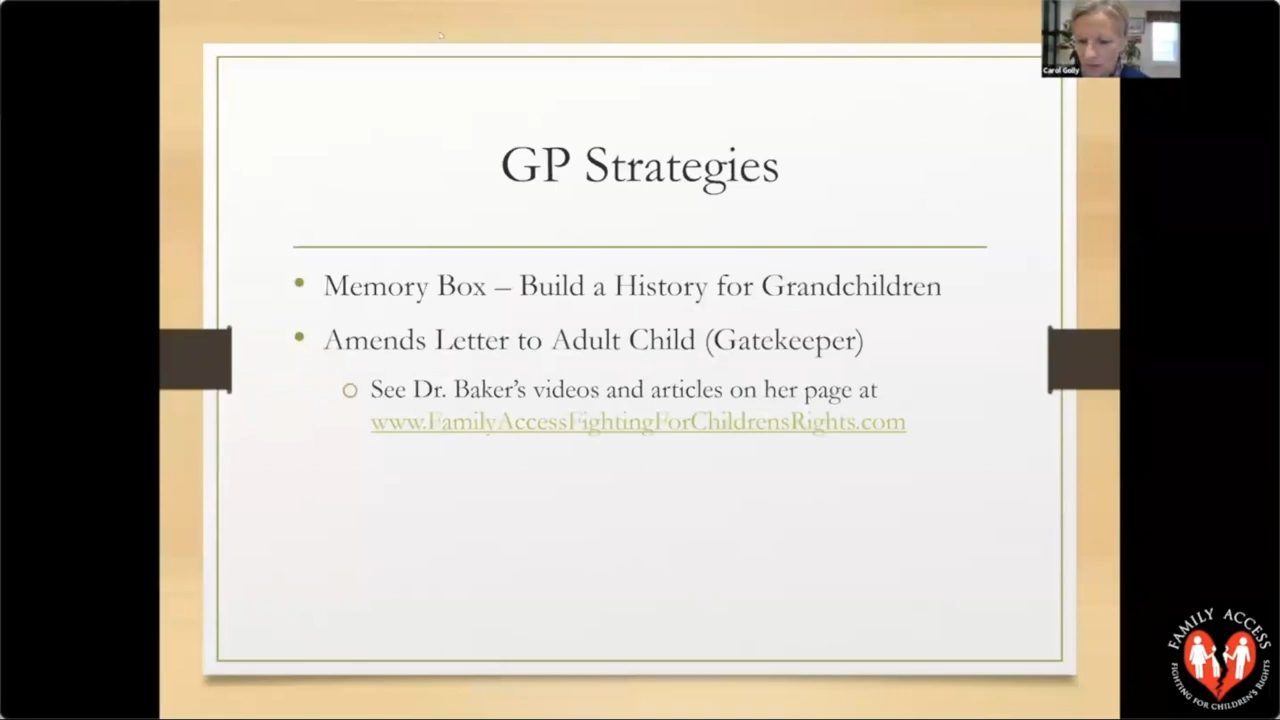 Carol Golly
GP Strategies
Memory Box – Build a History for Grandchildren
Amends Letter to Adult Child (Gatekeeper)
See Dr. Baker’s videos and articles on her page at
www.FamilyAccessFightingForChildrensRights.com
FAMILY ACCESS
FIGHTING FOR CHILDREN'S RIGHTS